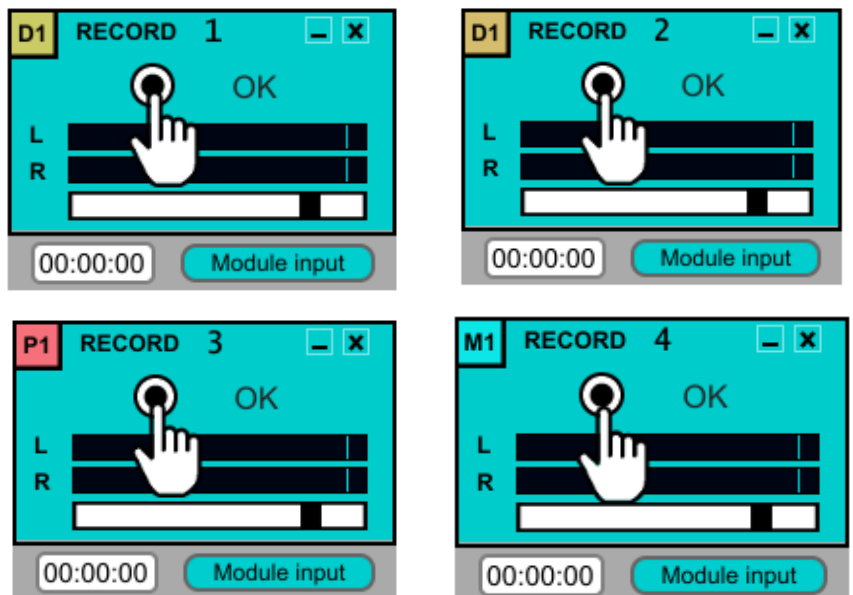 D1 RECORD 1
OK
L
R
00:00:00 Module input
D1 RECORD 2
OK
L
R
00:00:00 Module input
P1 RECORD 3
OK
L
R
00:00:00 Module input
M1 RECORD 4
OK
L
R
00:00:00 Module input